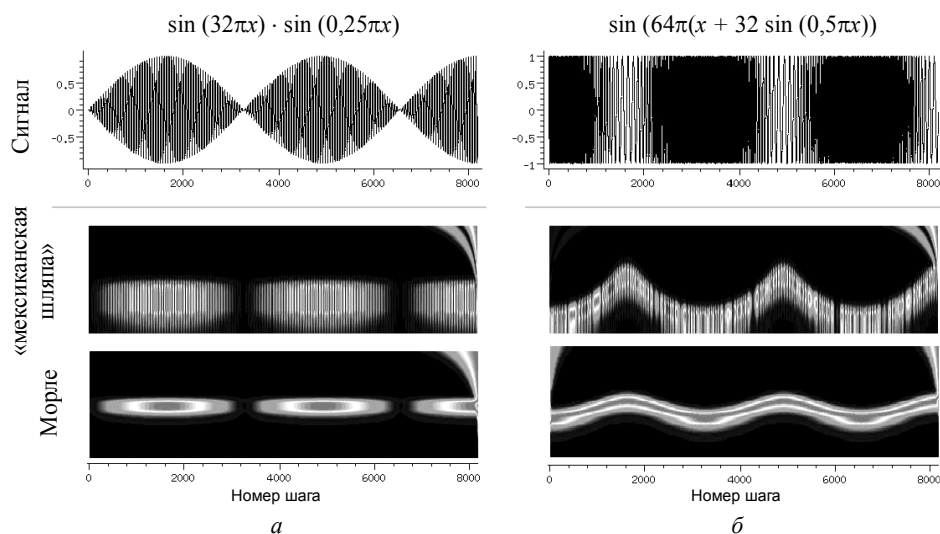 sin (32πx) · sin (0,25πx)
sin (64π(x + 32 sin (0,5πx))
Сигнал
0,5
0
−0,5
0 2000 4000 6000 8000
1
0,5
0
−0,5
−1
0 2000 4000 6000 8000
«мексиканская
шляпа»
Морле
0 2000 4000 6000 8000
Номер шага
а
0 2000 4000 6000 8000
Номер шага
б